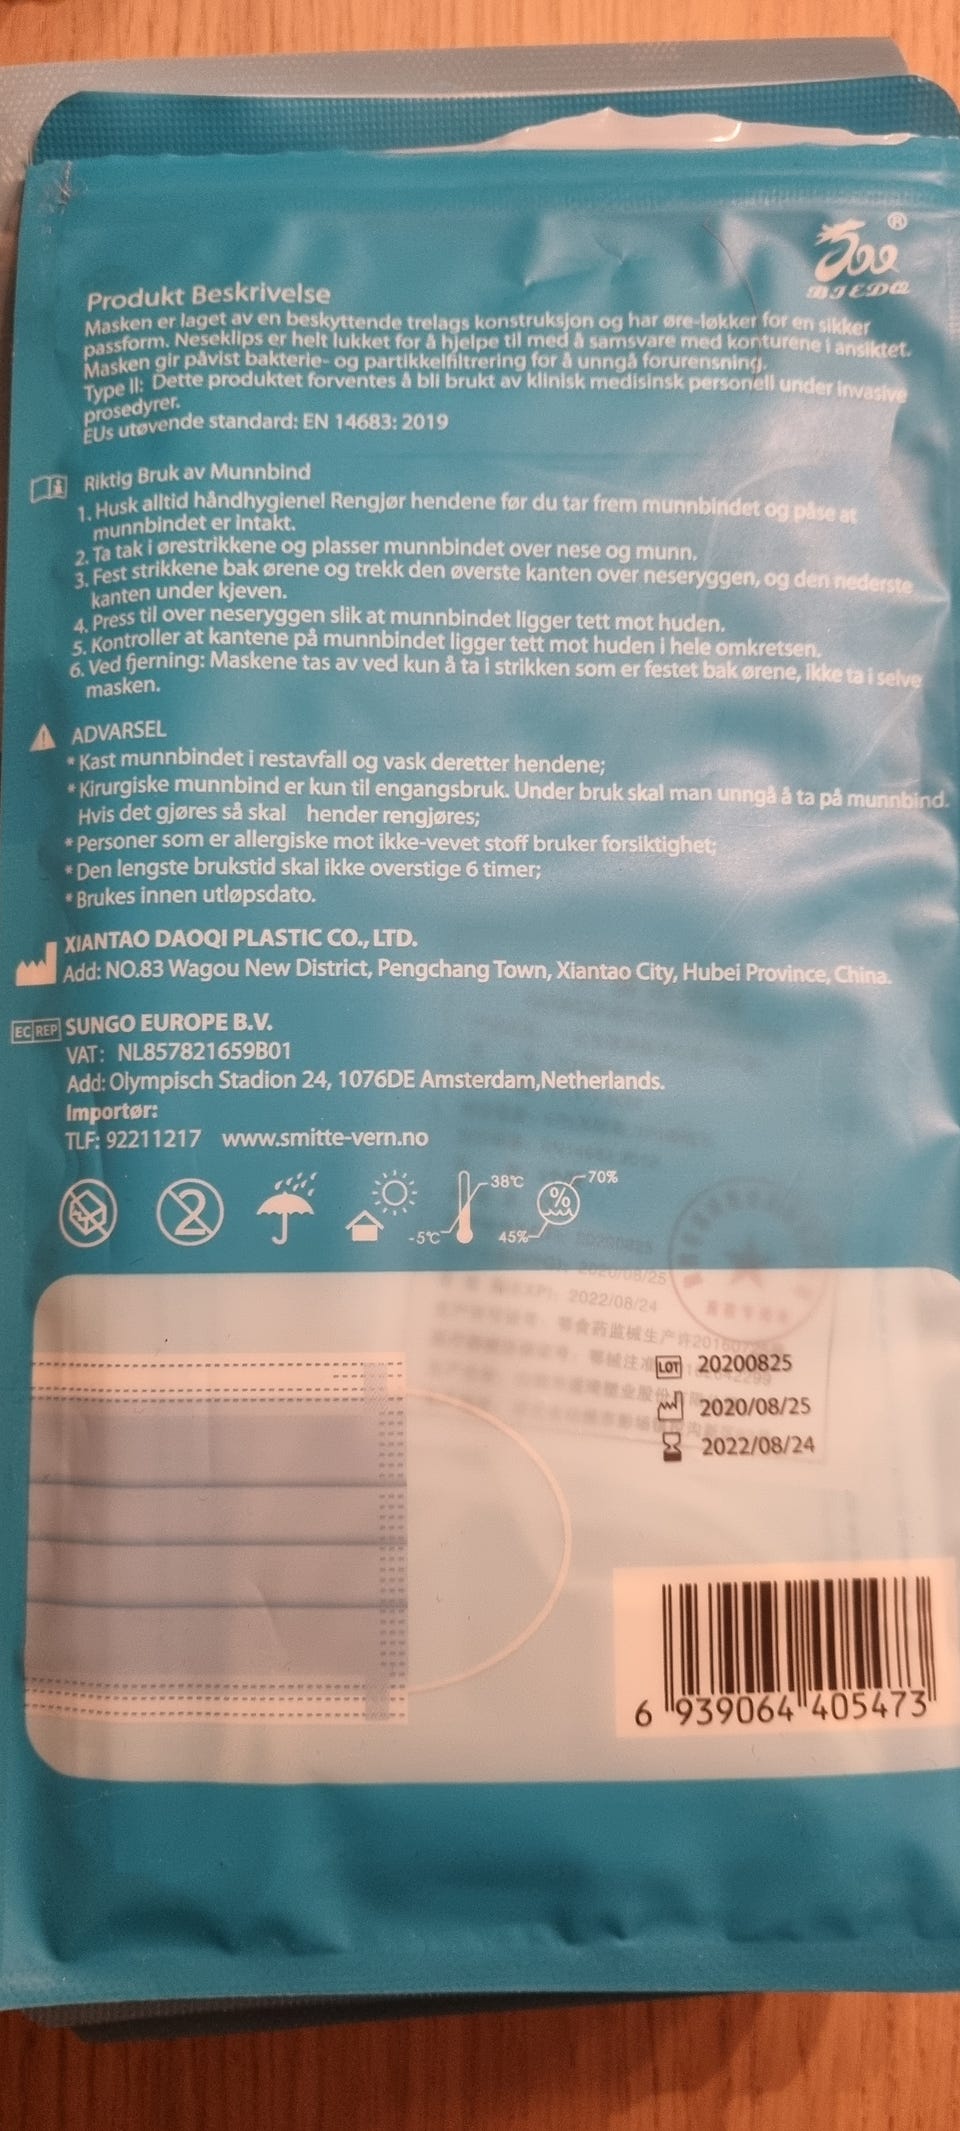 ®
BIEDA
Produkt Beskrivelse
Masken er laget av en beskyttende trelags konstruksjon og har øre-løkker for en sikker
passform. Neseklips er helt lukket for å hjelpe til med å samsvare med konturene i ansiktet.
Masken gir påvist bakterie- og partikkelfiltrering for å unngå forurensning.
Type II: Dette produktet forventes å bli brukt av klinisk medisinsk personell under invasive
prosedyrer.
EUs utøvende standard: EN 14683: 2019
Riktig Bruk av Munnbind
1. Husk alltid håndhygiene! Rengjør hendene før du tar frem munnbindet og påse at
munnbindet er intakt.
2. Ta tak i ørestrikkene og plasser munnbindet over nese og munn.
3. Fest strikkene bak ørene og trekk den øverste kanten over neseryggen, og den nederste
kanten under kjeven.
4. Press til over neseryggen slik at munnbindet ligger tett mot huden.
5. Kontroller at kantene på munnbindet ligger tett mot huden i hele omkretsen.
6. Ved fjerning: Maskene tas av ved kun å ta i strikken som er festet bak ørene, ikke ta i selve
masken.
ADVARSEL
* Kast munnbindet i restavfall og vask deretter hendene;
* Kirurgiske munnbind er kun til engangsbruk. Under bruk skal man unngå å ta på munnbind.
Hvis det gjøres så skal hender rengjøres;
* Personer som er allergiske mot ikke-vevet stoff bruker forsiktighet;
* Den lengste brukstid skal ikke overstige 6 timer;
* Brukes innen utløpsdato.
XIANTAO DAOQI PLASTIC CO., LTD.
Add: NO.83 Wagou New District, Pengchang Town, Xiantao City, Hubei Province, China.
EC REP SUNGO EUROPE B.V.
VAT: NL857821659B01
Add: Olympisch Stadion 24, 1076DE Amsterdam,Netherlands.
Importør:
TLF: 92211217 www.smitte-vern.no
2 -5℃ 38℃ 45% % 70%
20200825
2020/08/25
2022/08/24
LOT 20200825
2020/08/25
2022/08/24
6 939064 405473